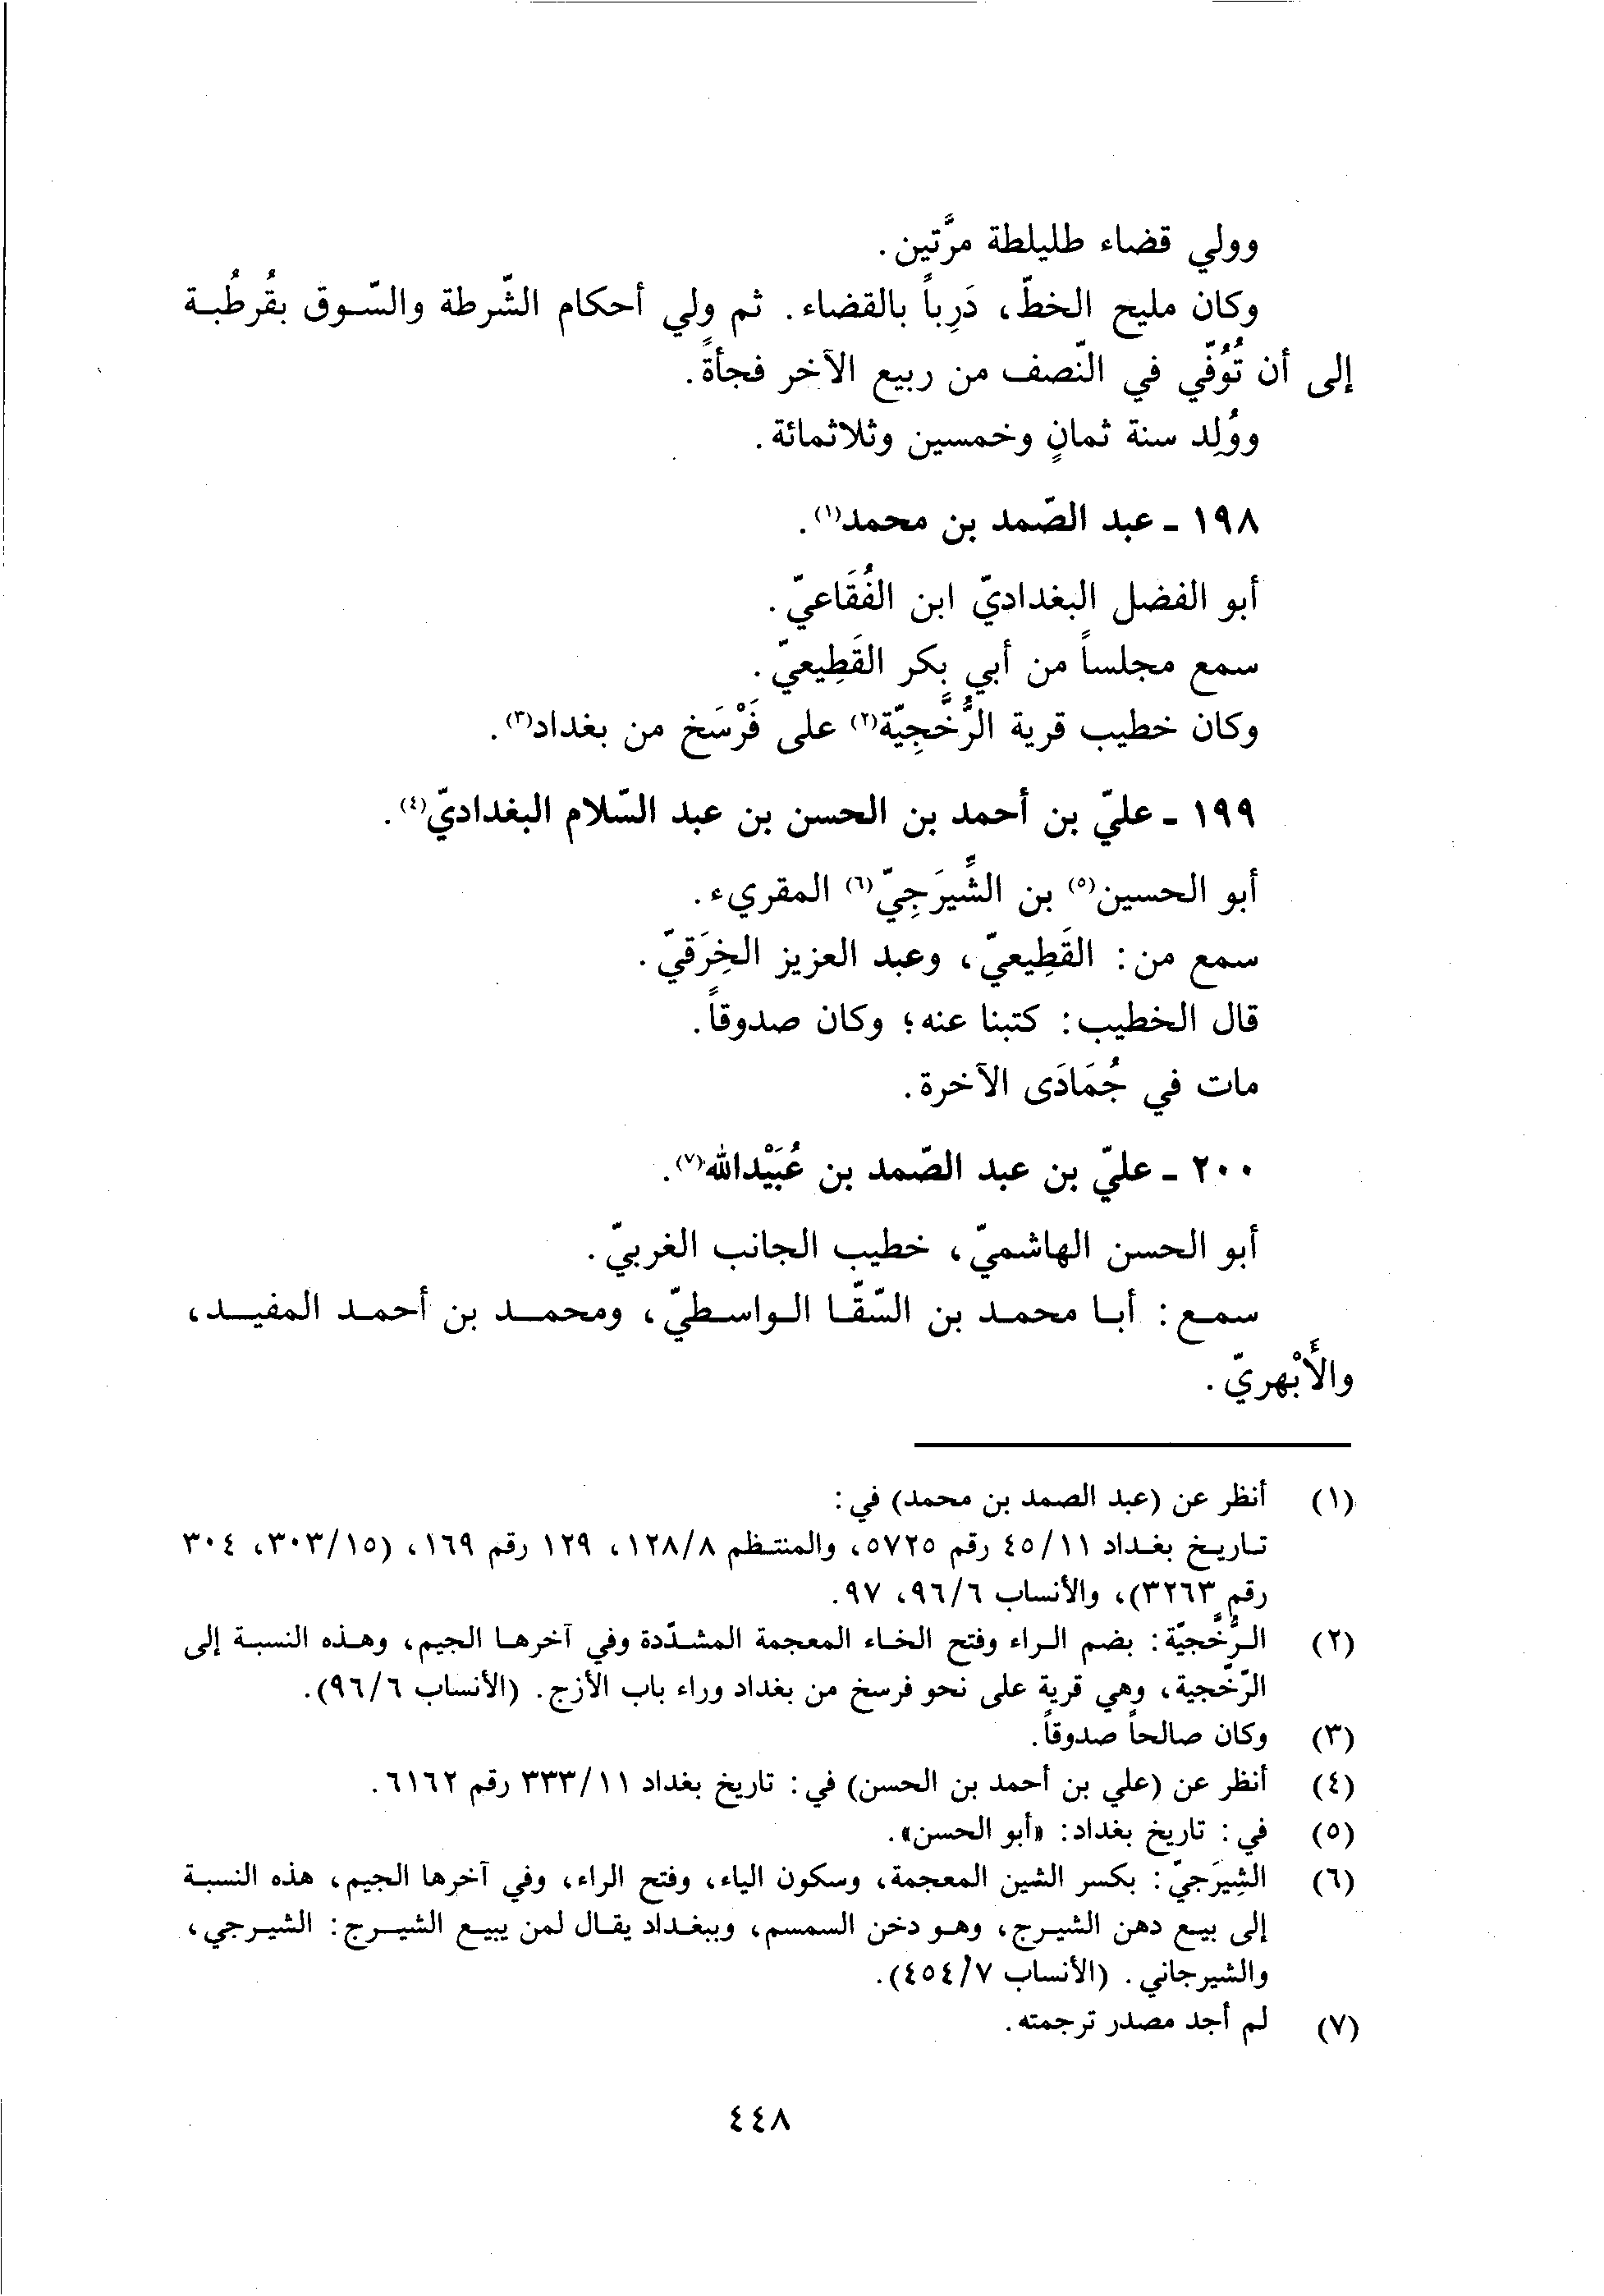 وولي قضاء طليطلة مرَّتين.
وكان مليح الخطّ، دَرِباً بالقضاء. ثم ولي أحكام الشّرطة والسّوق بقُرطُبة
إلى أن تُوُفّي في النّصف من ربيع الآخر فجأةً.
ووُلِد سنة ثمانٍ وخمسين وثلاثمائة.
١٩٨ - عبد الصّمد بن محمد(١).
أبو الفضل البغداديّ ابن الفُقَاعيّ.
سمع مجلساً من أبي بكر القَطِيعيّ.
وكان خطيب قرية الرُّخَّجِيّة(٢) على فَرْسَخ من بغداد(٣).
١٩٩ - عليّ بن أحمد بن الحسن بن عبد السّلام البغداديّ(٤).
أبو الحسين(٥) بن الشِّيرَجِيّ(٦) المقريء.
سمع من: القَطِيعيّ، وعبد العزيز الخِرَقيّ.
قال الخطيب: كتبنا عنه؛ وكان صدوقاً.
مات في جُمَادَى الآخرة.
٢٠٠ - عليّ بن عبد الصّمد بن عُبَيْدالله(٧).
أبو الحسن الهاشميّ، خطيب الجانب الغربيّ.
سمع: أبا محمد بن السّقّا الواسطيّ، ومحمد بن أحمد المفيد،
والأَبْهريّ.
(١) أنظر عن (عبد الصمد بن محمد) في:
تاريخ بغداد ٤٥/١١ رقم ٥٧٢٥، والمنتظم ١٢٨/٨، ١٢٩ رقم ١٦٩، (٣٠٣/١٥، ٣٠٤
رقم ٣٢٦٣)، والأنساب ٩٦/٦، ٩٧.
(٢) الرُّخَّجيّة: بضم الراء وفتح الخاء المعجمة المشدّدة وفي آخرها الجيم، وهذه النسبة إلى
الرّخّجية، وهي قرية على نحو فرسخ من بغداد وراء باب الأزج. (الأنساب ٩٦/٦).
(٣) وكان صالحاً صدوقاً.
(٤) أنظر عن (علي بن أحمد بن الحسن) في: تاريخ بغداد ٣٣٣/١١ رقم ٦١٦٢.
(٥) في: تاريخ بغداد: «أبو الحسن».
(٦) الشِيرَجيّ: بكسر الشين المعجمة، وسكون الياء، وفتح الراء، وفي آخرها الجيم، هذه النسبة
إلى بيع دهن الشيرج، وهو دخن السمسم، وببغداد يقال لمن يبيع الشيرج: الشيرجي،
والشيرجاني. (الأنساب ٤٥٤/٧).
(٧) لم أجد مصدر ترجمته.
٤٤٨